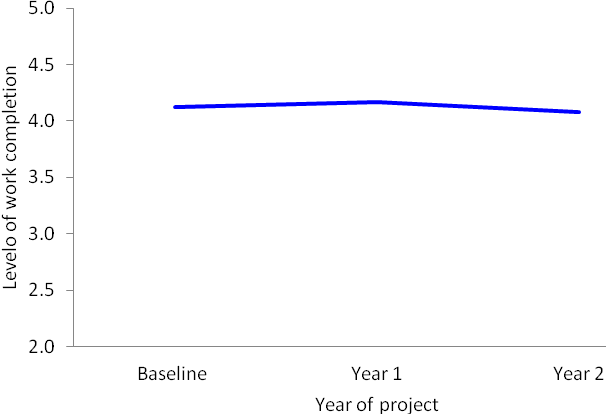 5.0
4.5
4.0
3.5
3.0
2.5
2.0
Levelo of work completion
Baseline
Year 1
Year 2
Year of project